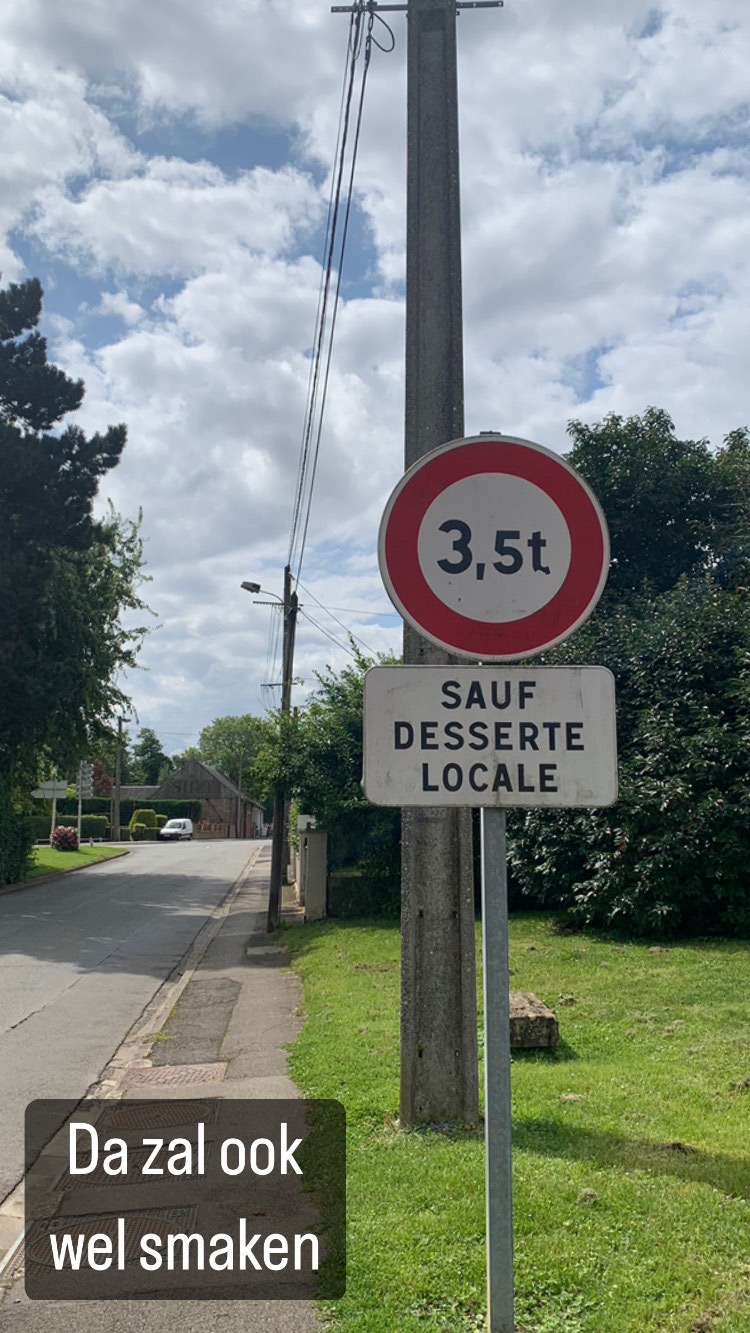 3,5t
SAUF
DESSERTE
LOCALE
Da zal ook
wel smaken